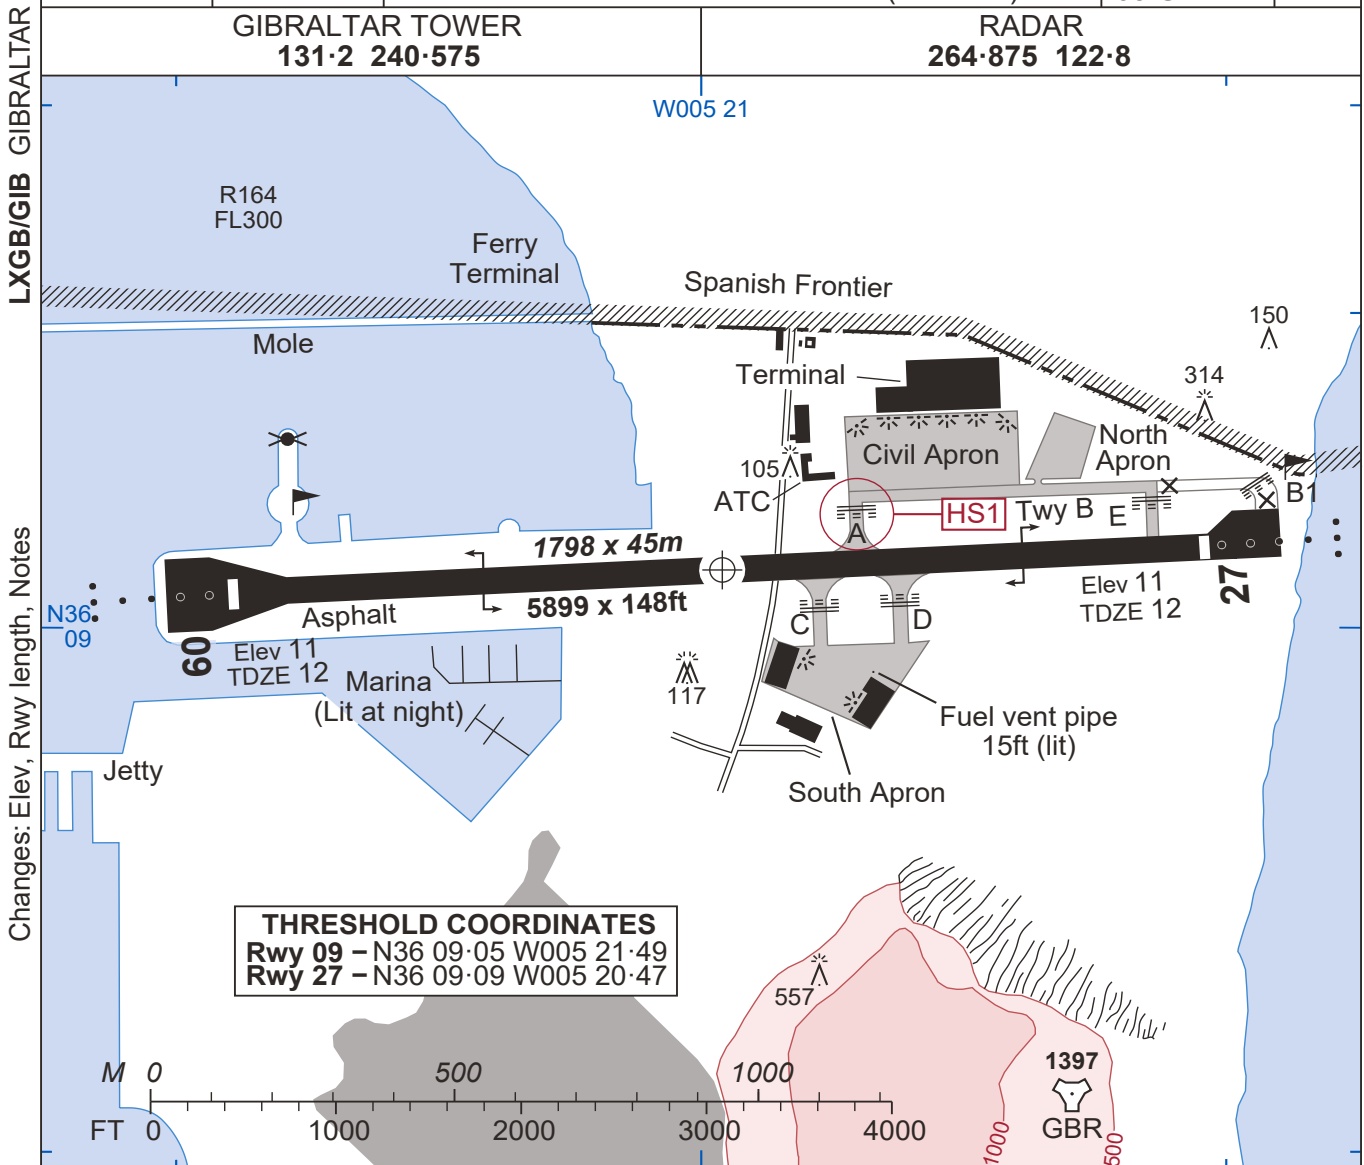 GIBRALTAR TOWER
131·2 240·575
RADAR
264·875 122·8
LXGB/GIB GIBRALTAR
W005 21
R164
FL300
Ferry
Terminal
Spanish Frontier
Mole
150
314
Terminal
North
Apron
Civil Apron
105
ATC
B1
HS1
Twy B
E
A
1798 x 45m
5899 x 148ft
Asphalt
N36
09
09
Elev 11
TDZE 12
27
Elev 11
TDZE 12
C
D
Marina
(Lit at night)
117
Fuel vent pipe
15ft (lit)
South Apron
Jetty
Changes: Elev, Rwy length, Notes
THRESHOLD COORDINATES
Rwy 09 – N36 09·05 W005 21·49
Rwy 27 – N36 09·09 W005 20·47
557
1397
GBR
1000
500
M 0 500 1000
FT 0 1000 2000 3000 4000